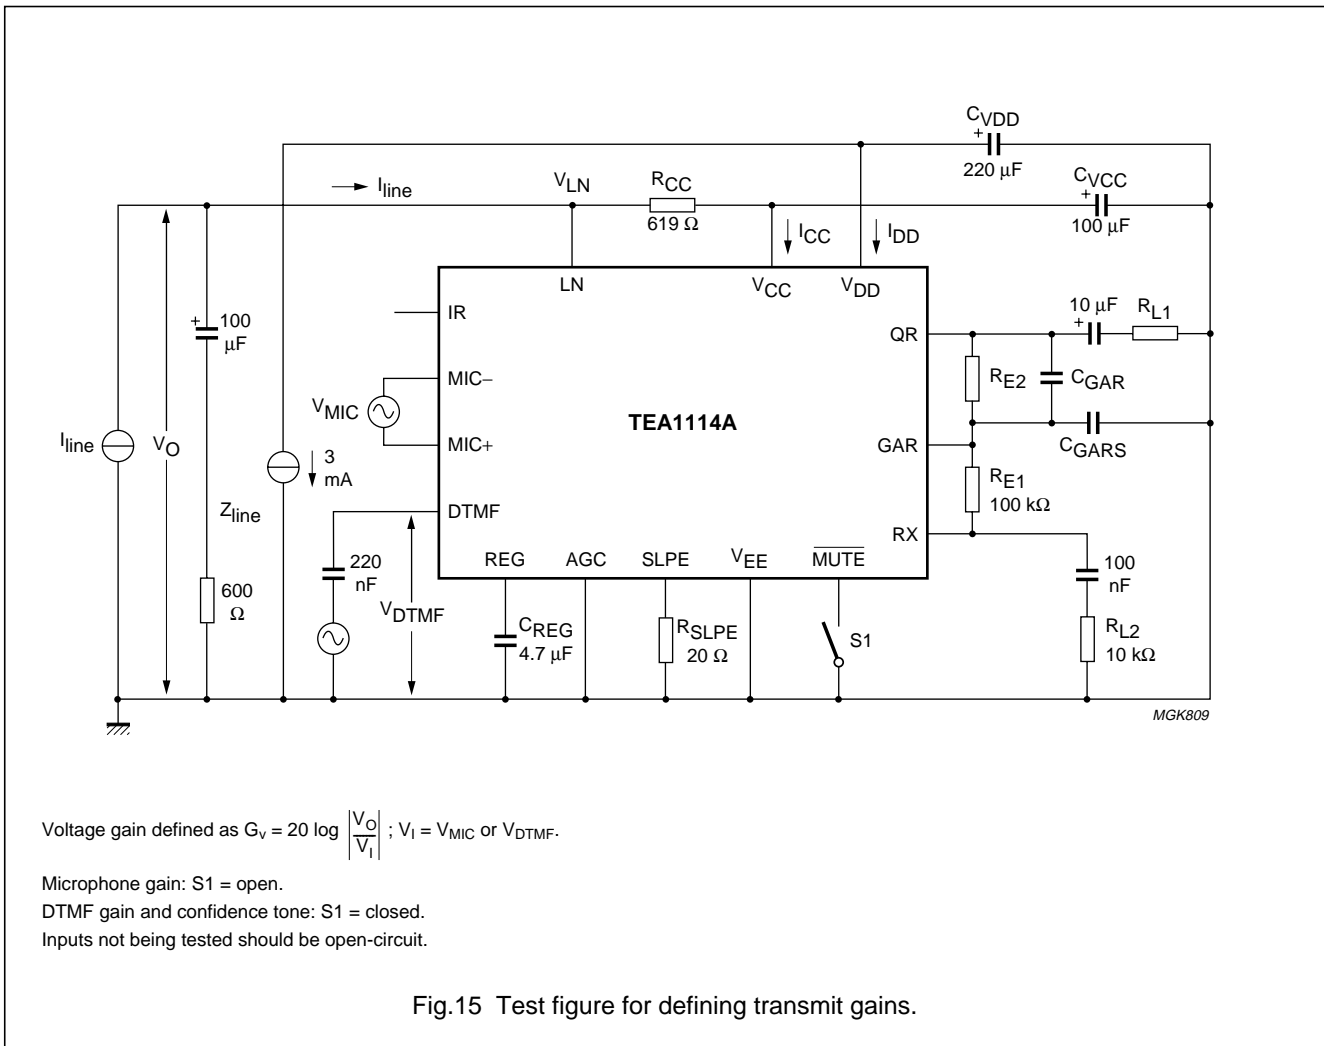 CVDD
+
220 µF
Iline
VLN
RCC
619 Ω
CVCC
+
100 µF
ICC
IDD
LN
VCC
VDD
IR
+ 100
µF
10 µF
+
RL1
QR
MIC−
VMIC
RE2
CGAR
TEA1114A
Iline
VO
MIC+
GAR
CGARS
3
mA
RE1
100 kΩ
Zline
DTMF
RX
REG
AGC
SLPE
VEE
MUTE
220
nF
100
nF
600
Ω
VDTMF
CREG
4.7 µF
RSLPE
20 Ω
S1
RL2
10 kΩ
MGK809
Voltage gain defined as Gv = 20 log |VO/VI| ; VI = VMIC or VDTMF.
Microphone gain: S1 = open.
DTMF gain and confidence tone: S1 = closed.
Inputs not being tested should be open-circuit.
Fig.15 Test figure for defining transmit gains.